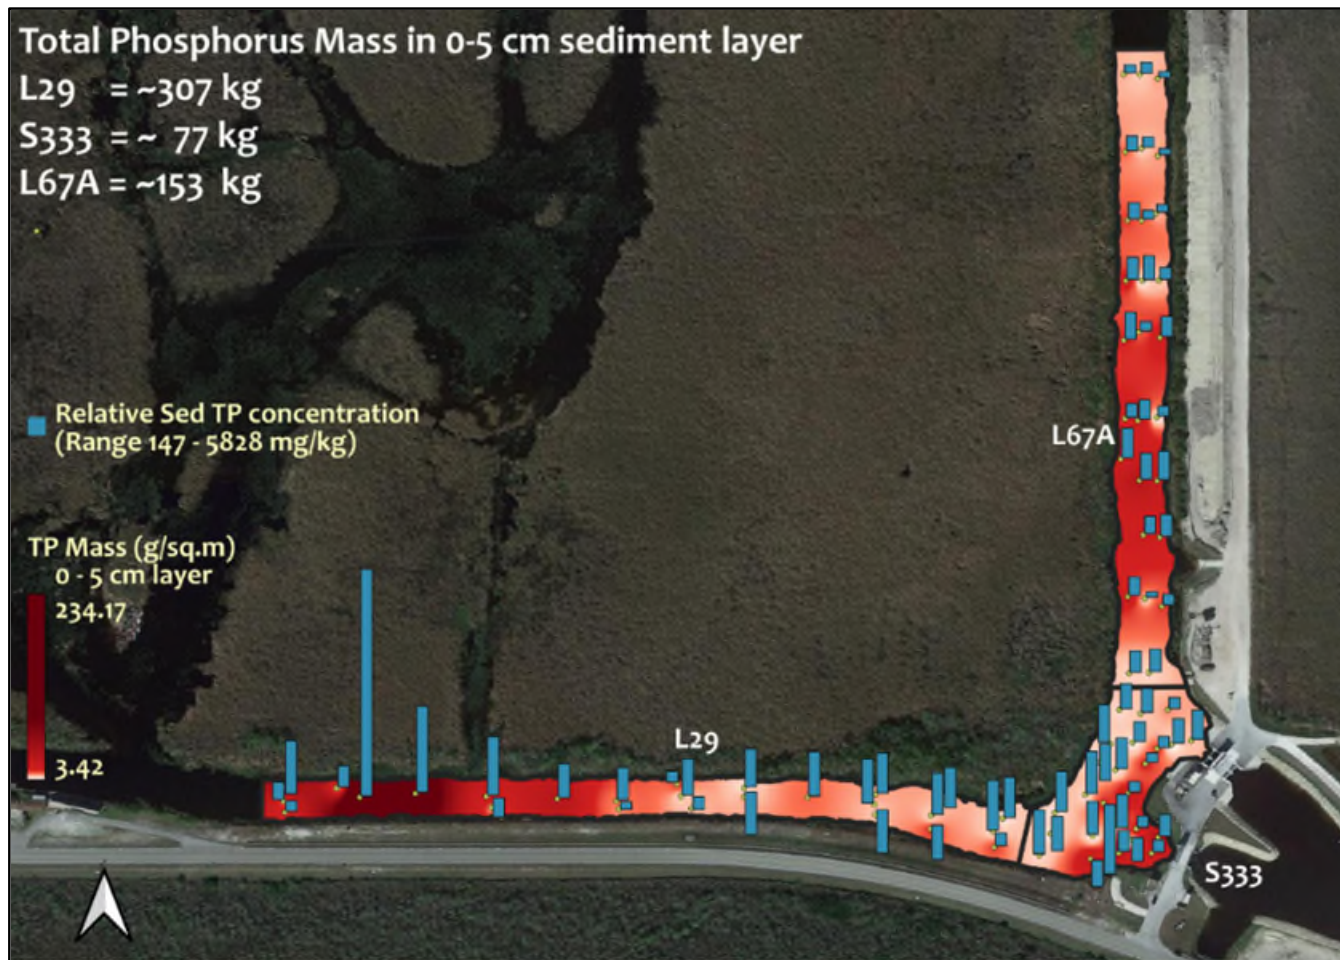 Total Phosphorus Mass in 0-5 cm sediment layer
L29 = ~307 kg
S333 = ~ 77 kg
L67A = ~153 kg
Relative Sed TP concentration
(Range 147 - 5828 mg/kg)
L67A
TP Mass (g/sq.m)
0 - 5 cm layer
234.17
3.42
L29
S333